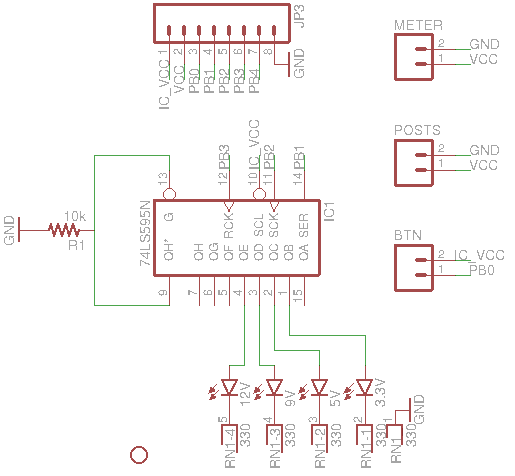 JP3
1 2 3 4 5 6 7 8
IC_VCC VCC PB0 PB1 PB2 PB3 PB4 GND
METER
2 GND
1 VCC
POSTS
2 GND
1 VCC
BTN
2 IC_VCC
1 PB0
PB3 IC_VCC PB2 PB1
13 12 10 11 14
74LS595N
IC1
G RCK SCL SCK SER
QH* QH QG QF QE QD QC QB QA
9 7 6 5 4 3 2 1 15
GND
10k
R1
12V 9V 5V 3.3V
GND
5 4 3 2 1
RN1-4 330 RN1-3 330 RN1-2 330 RN1-1 330 RN1 330